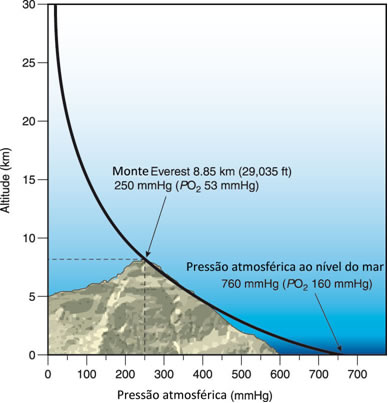 30
25
20
15
10
5
0
Altitude (km)
Monte Everest 8.85 km (29,035 ft)
250 mmHg (PO2 53 mmHg)
Pressão atmosférica ao nível do mar
760 mmHg (PO2 160 mmHg)
0 100 200 300 400 500 600 700 700
Pressão atmosférica (mmHg)